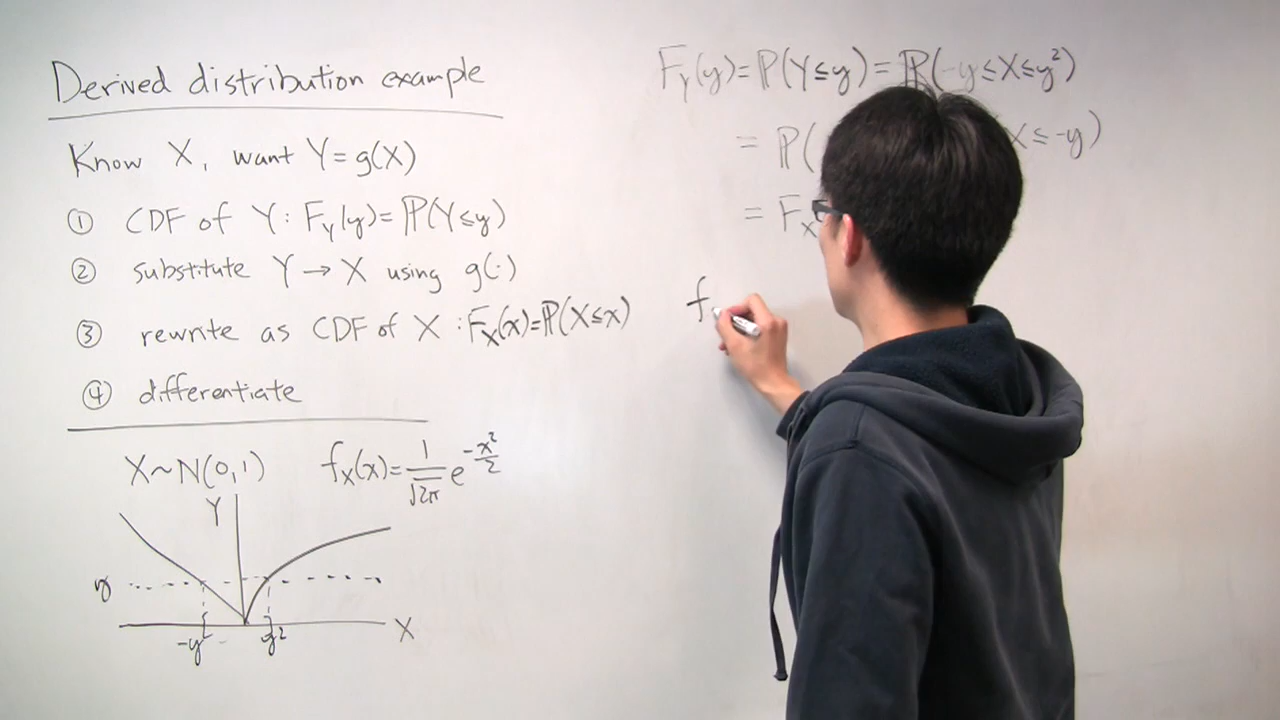 Derived distribution example
Know X, want Y=g(X)
① CDF of Y: F_Y(y)=ℙ(Y≤y)
② substitute Y→X using g(·)
③ rewrite as CDF of X : F_X(x)=ℙ(X≤x)
④ differentiate
X~N(0,1) f_X(x)=1/√2π e^-x²/2
Y
y
-y² y² X
F_Y(y)=ℙ(Y≤y)=ℙ(-y≤X≤y²)
= ℙ( X≤-y)
= F_X
f